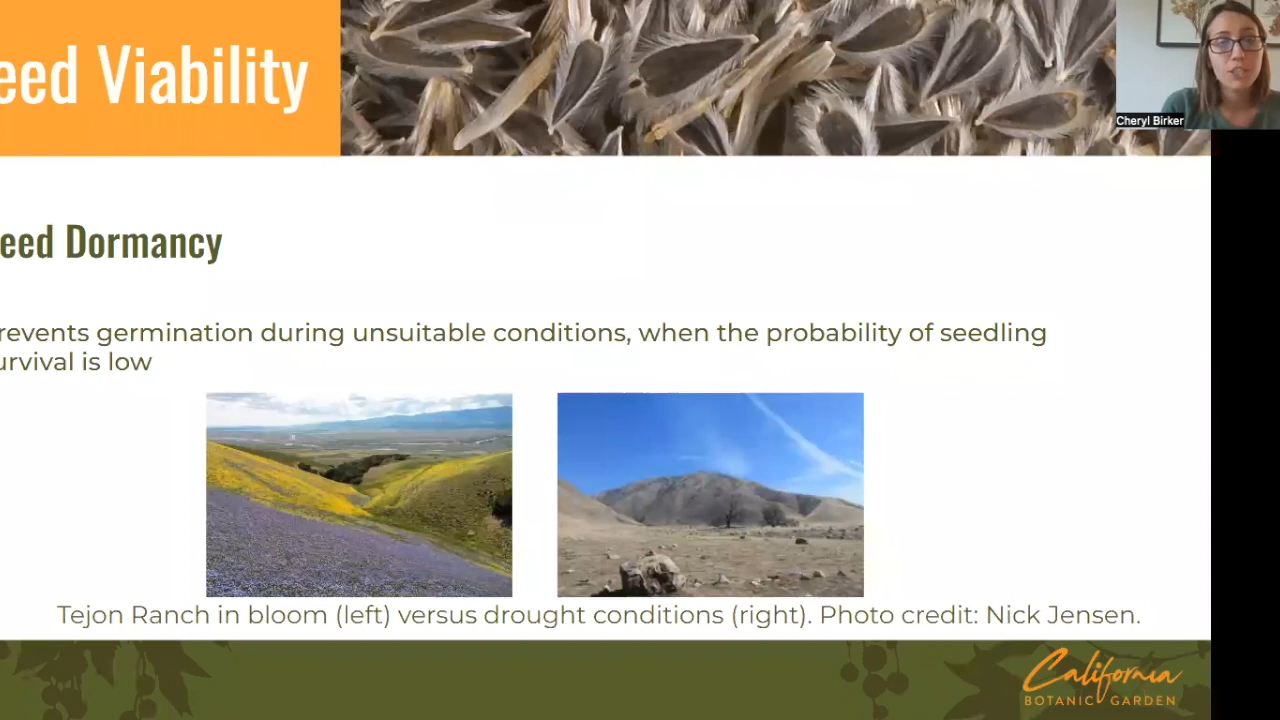 eed Viability
Cheryl Birker
eed Dormancy
revents germination during unsuitable conditions, when the probability of seedling
urvival is low
Tejon Ranch in bloom (left) versus drought conditions (right). Photo credit: Nick Jensen.
California
BOTANIC GARDEN